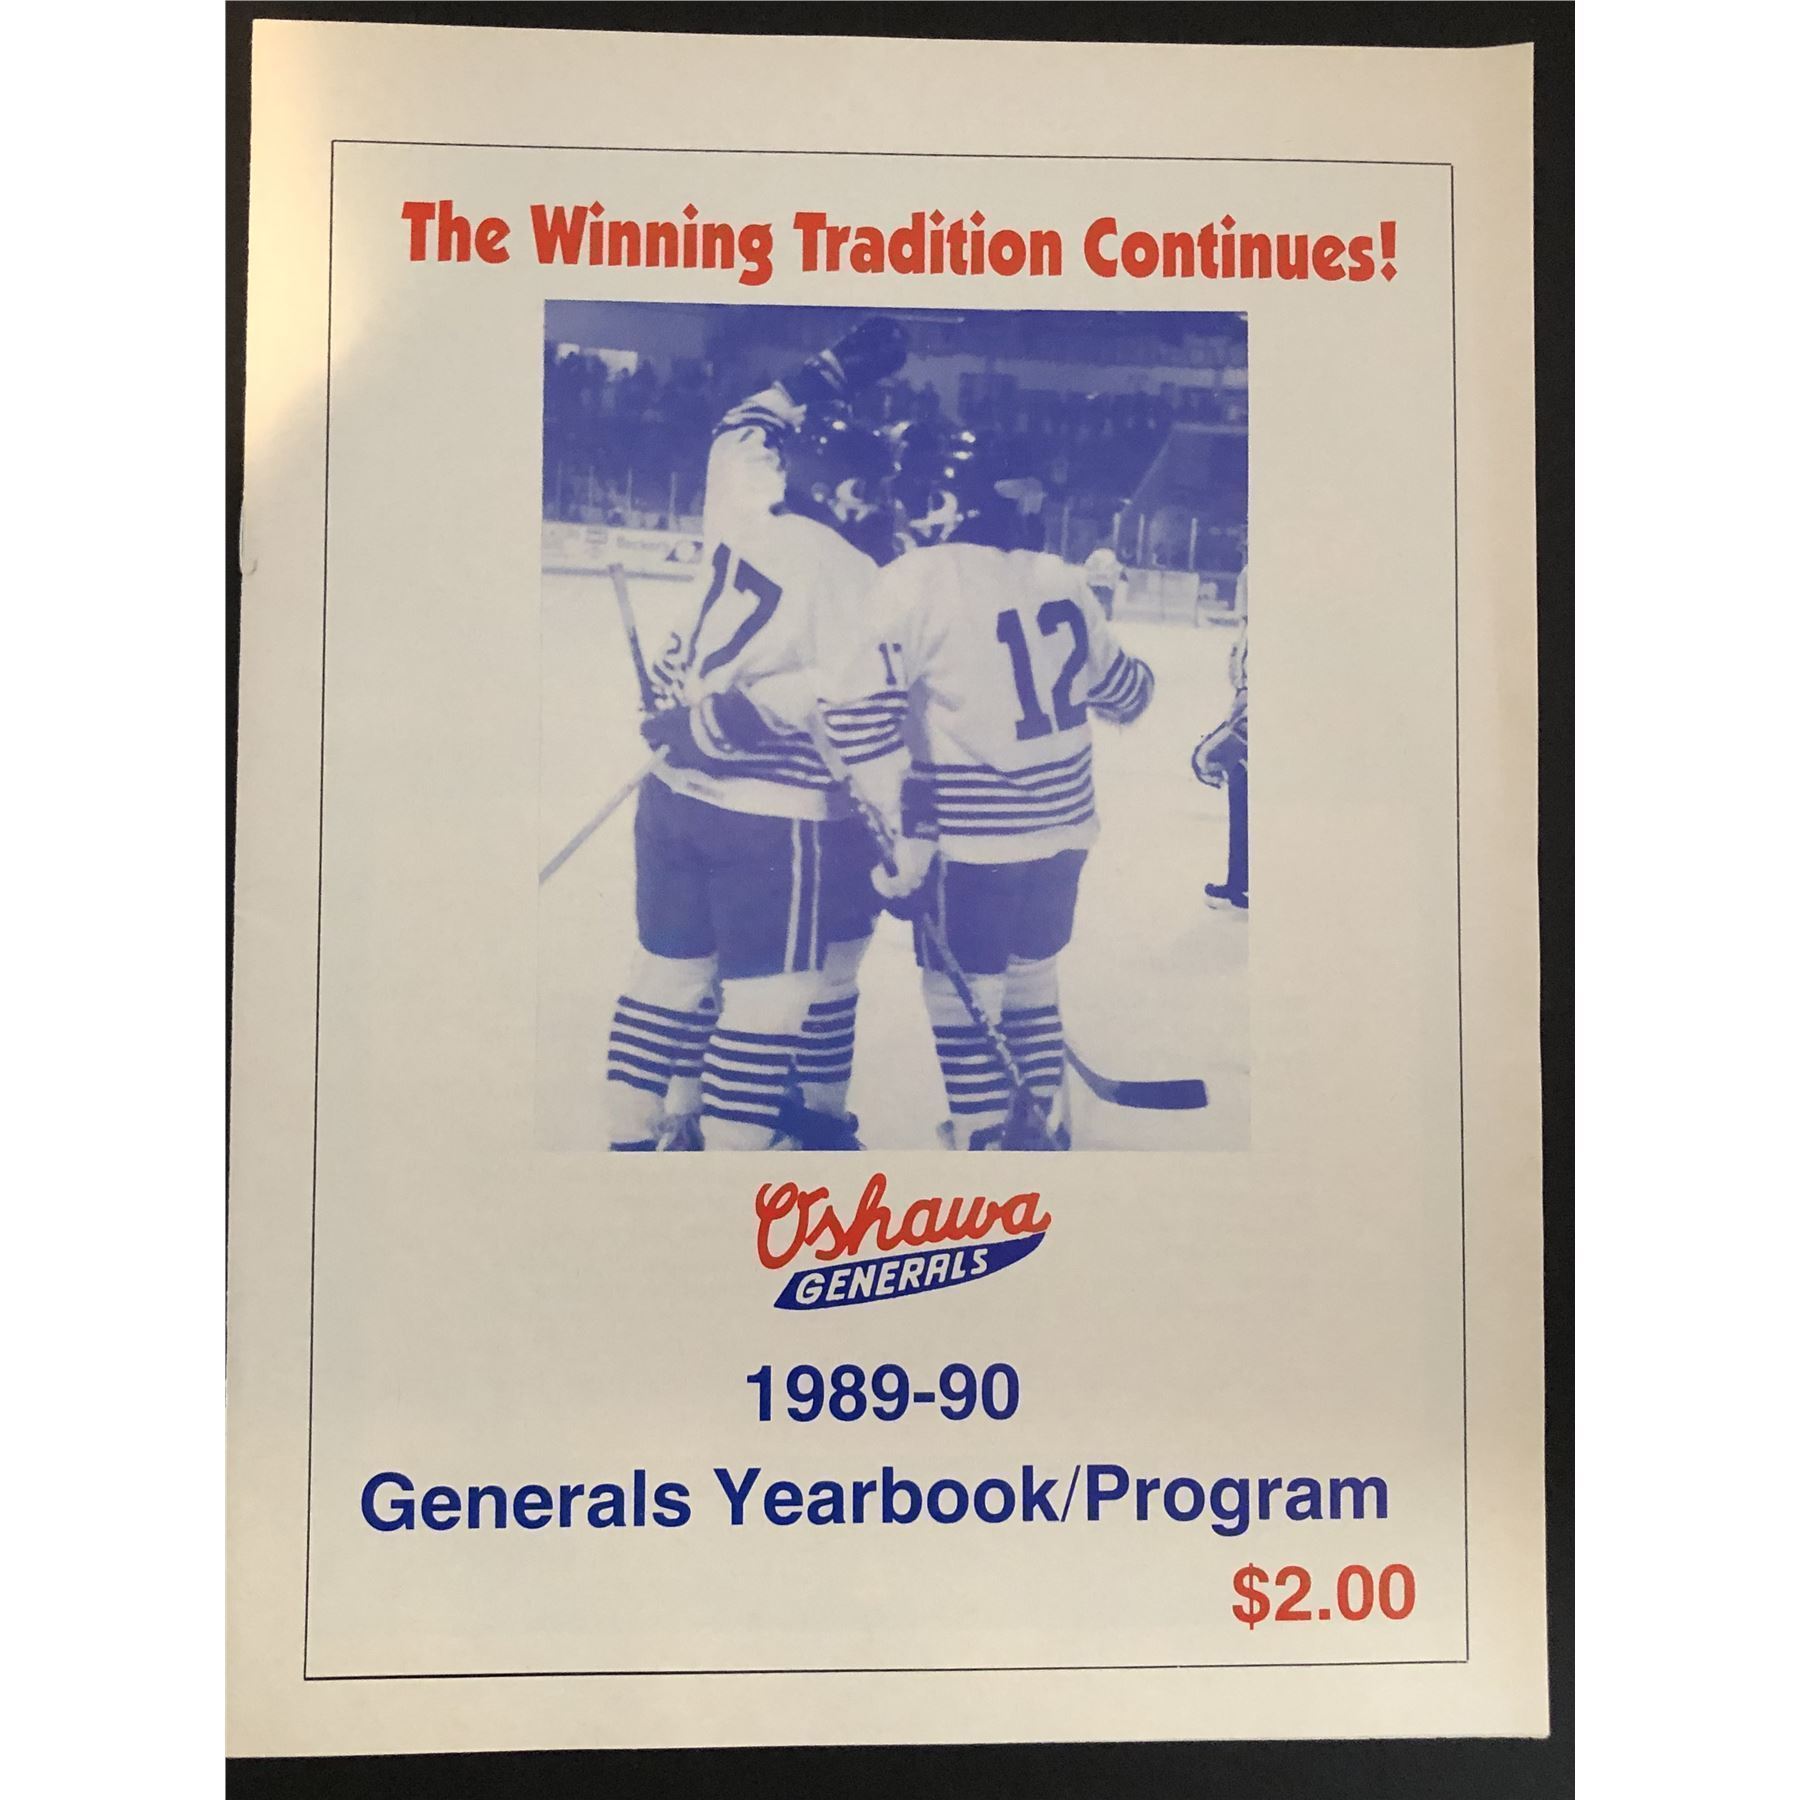 The Winning Tradition Continues!
17
12
Oshawa
GENERALS
1989-90
Generals Yearbook/Program
$2.00